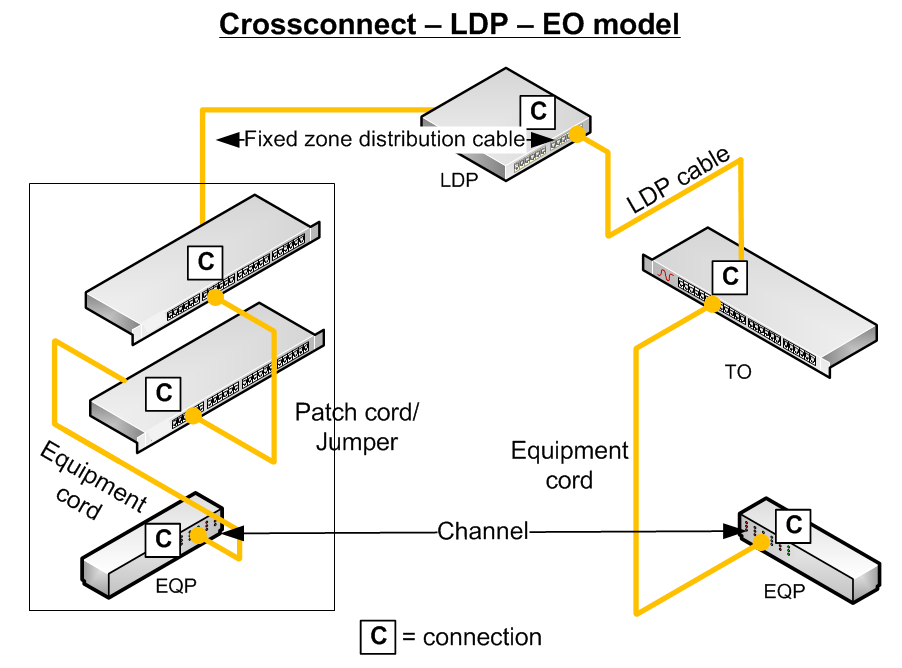 Crossconnect – LDP – EO model
C
Fixed zone distribution cable
LDP
LDP cable
C
C
TO
C
Patch cord/
Jumper
Equipment
cord
Equipment
cord
C
EQP
Channel
C
EQP
C = connection